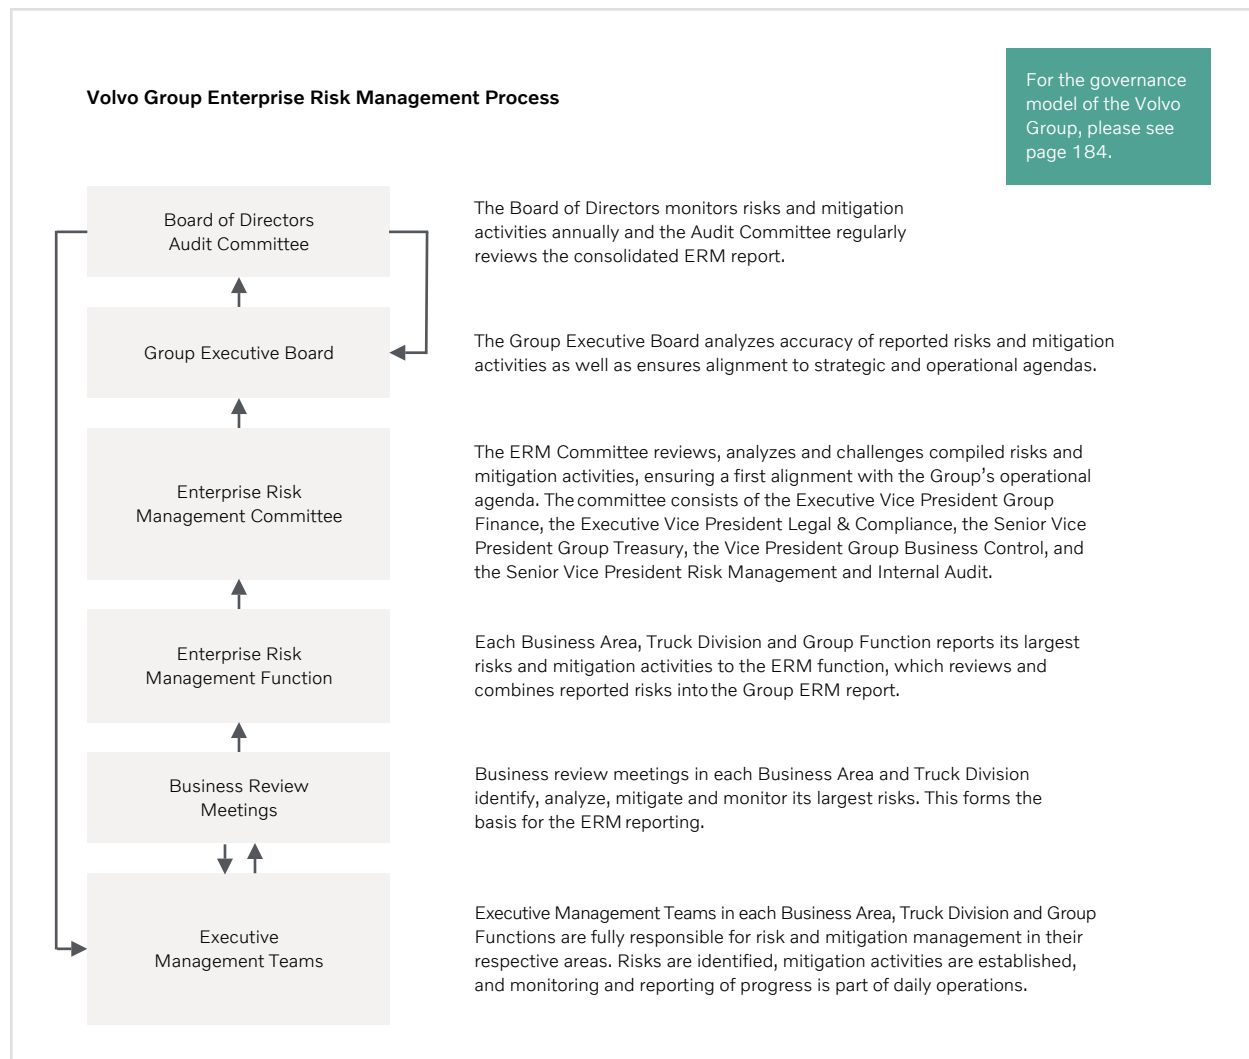 Volvo Group Enterprise Risk Management Process
For the governance
model of the Volvo
Group, please see
page 184.
Board of Directors
Audit Committee
The Board of Directors monitors risks and mitigation
activities annually and the Audit Committee regularly
reviews the consolidated ERM report.
Group Executive Board
The Group Executive Board analyzes accuracy of reported risks and mitigation
activities as well as ensures alignment to strategic and operational agendas.
Enterprise Risk
Management Committee
The ERM Committee reviews, analyzes and challenges compiled risks and
mitigation activities, ensuring a first alignment with the Group's operational
agenda. The committee consists of the Executive Vice President Group
Finance, the Executive Vice President Legal & Compliance, the Senior Vice
President Group Treasury, the Vice President Group Business Control, and
the Senior Vice President Risk Management and Internal Audit.
Enterprise Risk
Management Function
Each Business Area, Truck Division and Group Function reports its largest
risks and mitigation activities to the ERM function, which reviews and
combines reported risks into the Group ERM report.
Business Review
Meetings
Business review meetings in each Business Area and Truck Division
identify, analyze, mitigate and monitor its largest risks. This forms the
basis for the ERM reporting.
Executive
Management Teams
Executive Management Teams in each Business Area, Truck Division and Group
Functions are fully responsible for risk and mitigation management in their
respective areas. Risks are identified, mitigation activities are established,
and monitoring and reporting of progress is part of daily operations.